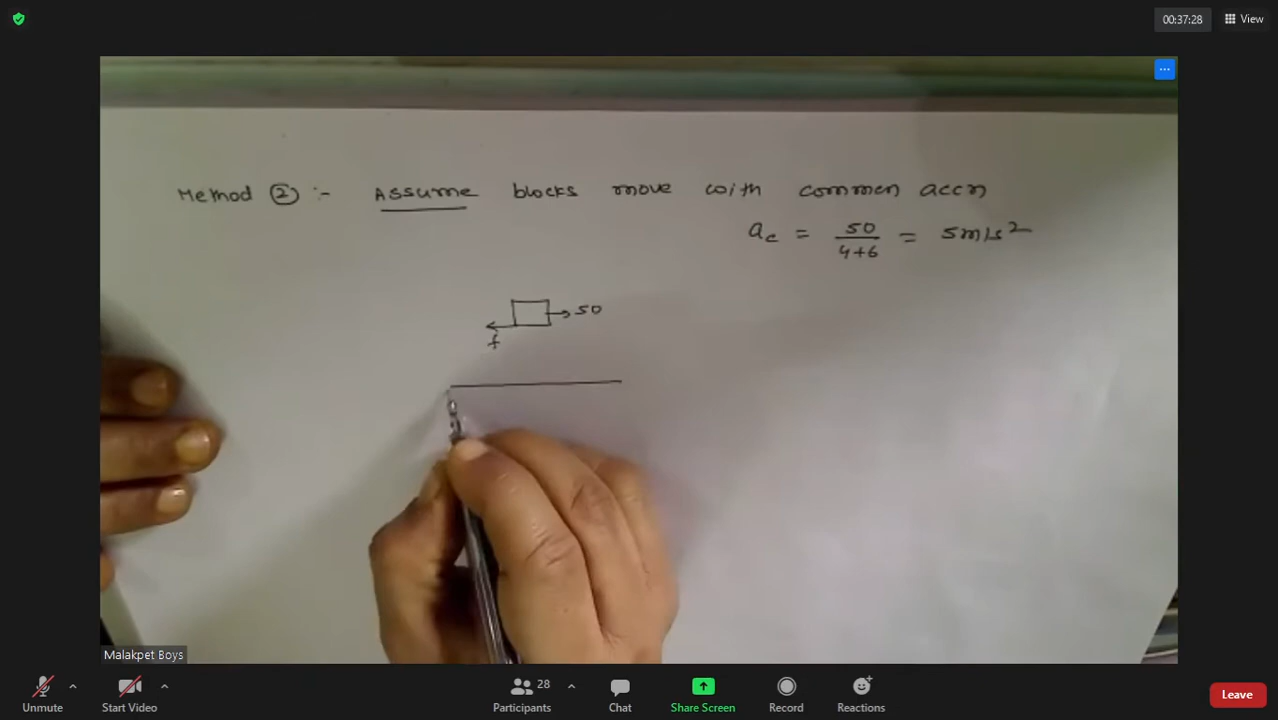 00:37:28
View
Method ② :- Assume blocks move with common accn
ac = 50/4+6 = 5m/s²
50
f
Malakpet Boys
28
Unmute
Start Video
Participants
Chat
Share Screen
Record
Reactions
Leave